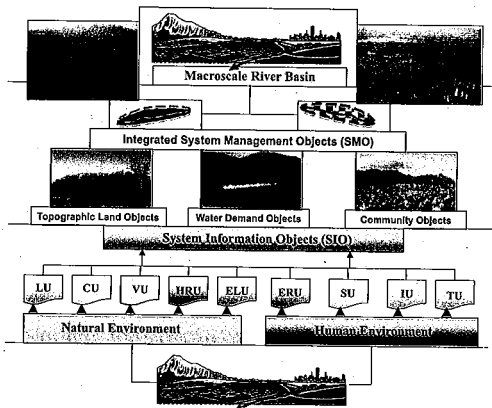 Macroscale River Basin
Integrated System Management Objects (SMO)
Topographic Land Objects
Water Demand Objects
Community Objects
System Information Objects (SIO)
LU
CU
VU
HRU
ELU
ERU
SU
IU
TU
Natural Environment
Human Environment